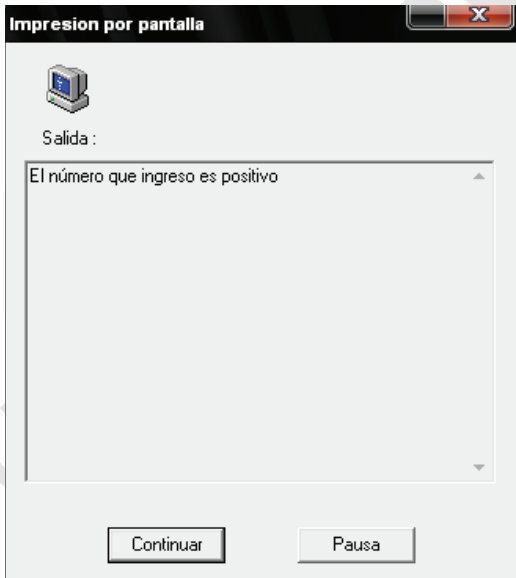 Impresion por pantalla
Salida :
El número que ingreso es positivo
Continuar
Pausa